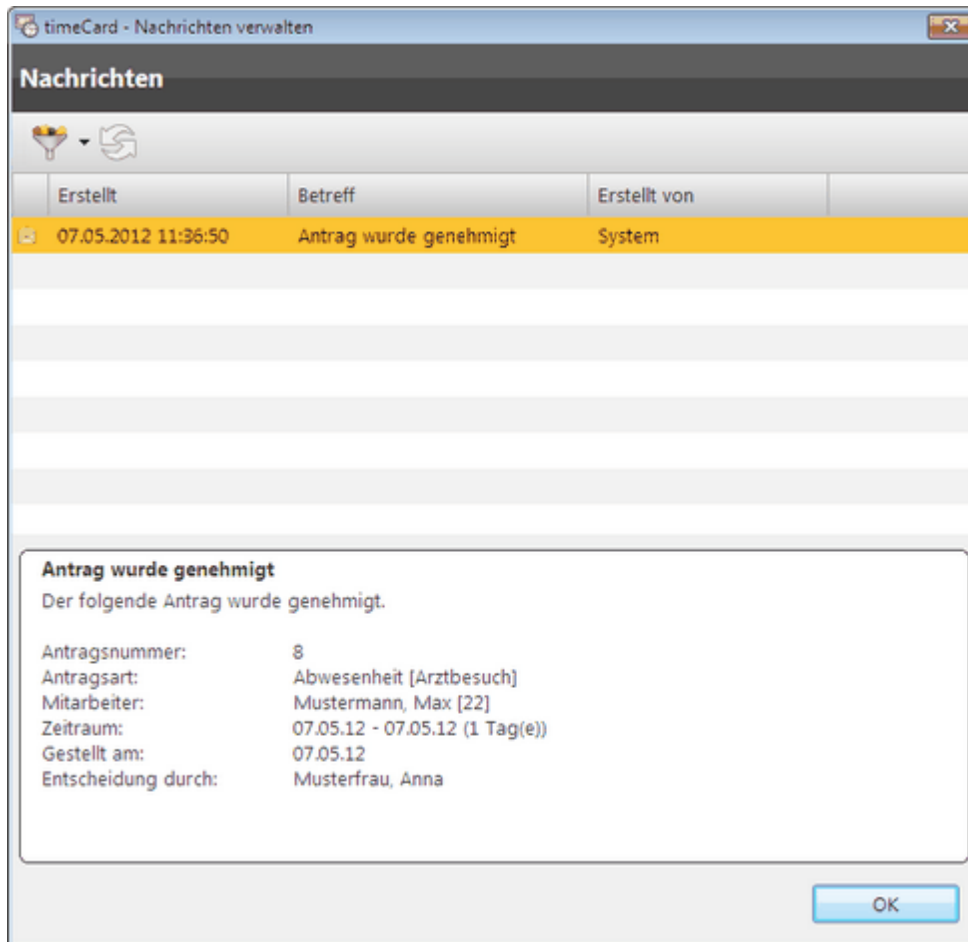 timeCard - Nachrichten verwalten
Nachrichten
Erstellt Betreff Erstellt von
07.05.2012 11:36:50 Antrag wurde genehmigt System
Antrag wurde genehmigt
Der folgende Antrag wurde genehmigt.
Antragsnummer: 8
Antragsart: Abwesenheit [Arztbesuch]
Mitarbeiter: Mustermann, Max [22]
Zeitraum: 07.05.12 - 07.05.12 (1 Tag(e))
Gestellt am: 07.05.12
Entscheidung durch: Musterfrau, Anna
OK